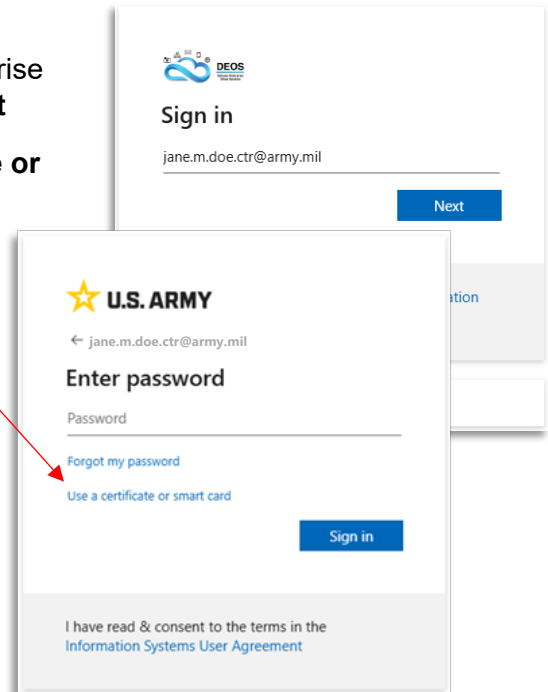 DEOS
Sign in
jane.m.doe.ctr@army.mil
Next
U.S. ARMY
← jane.m.doe.ctr@army.mil
Enter password
Password
Forgot my password
Use a certificate or smart card
Sign in
I have read & consent to the terms in the
Information Systems User Agreement
or